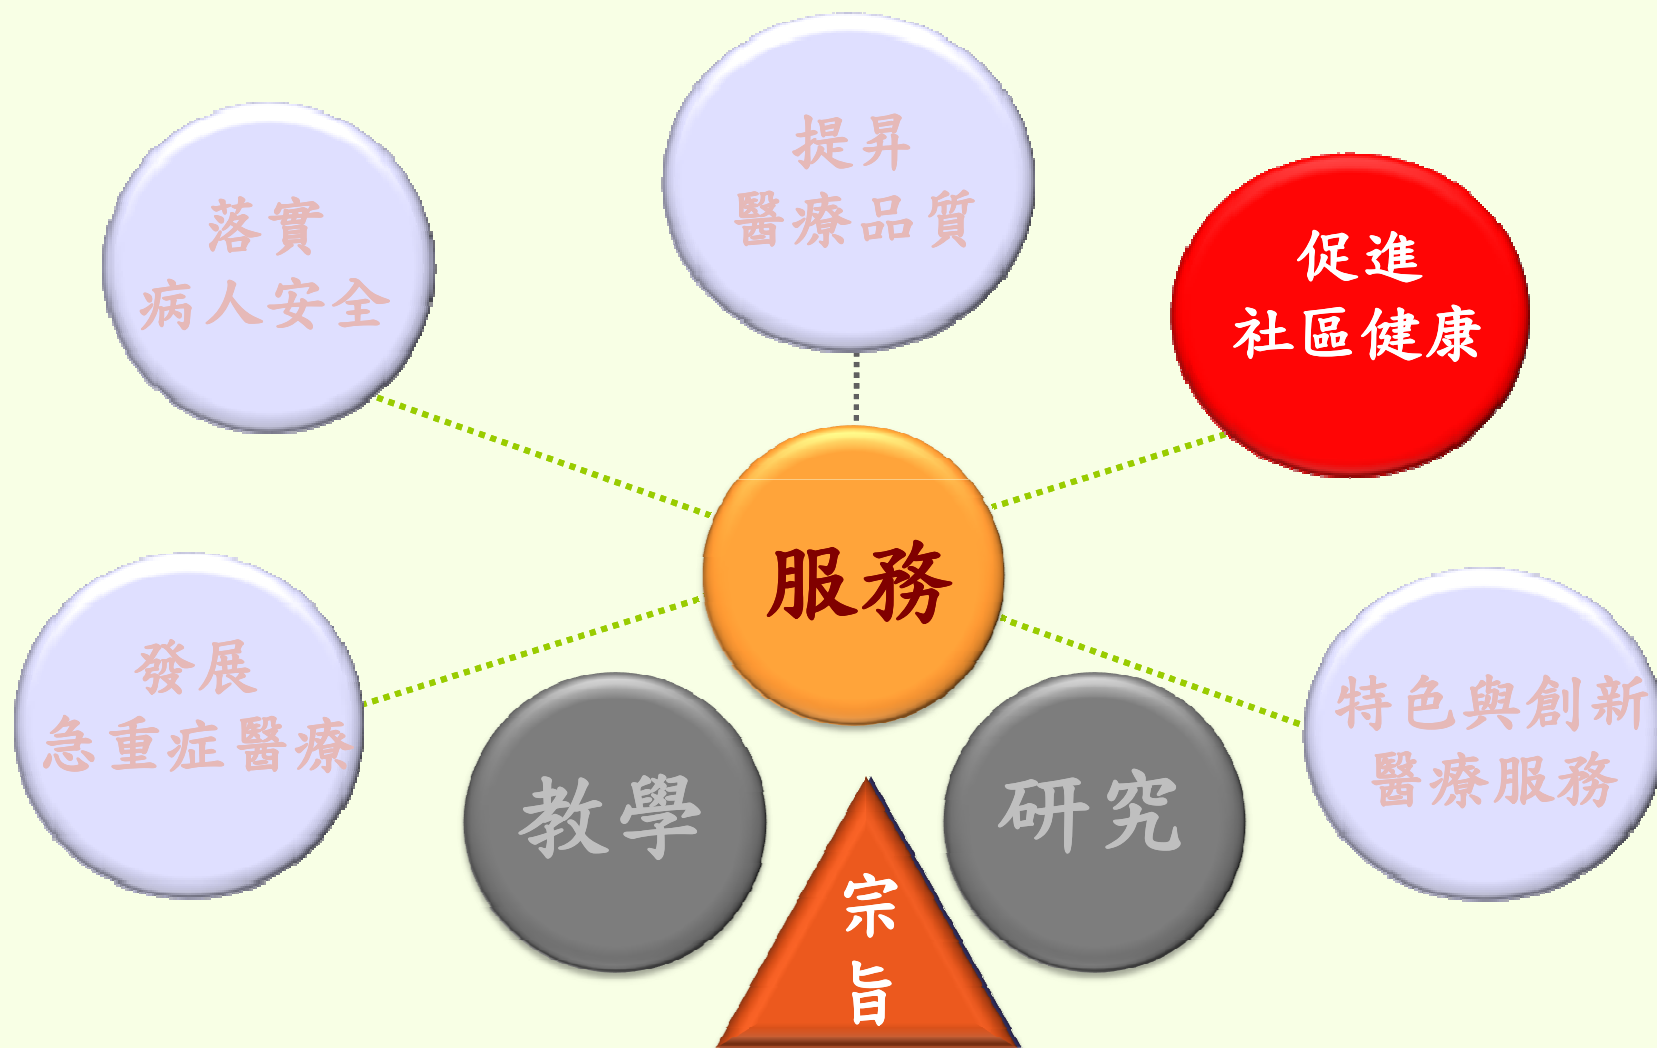 提昇
醫療品質
落實
病人安全
促進
社區健康
服務
發展
急重症醫療
特色與創新
醫療服務
教學
研究
宗
旨